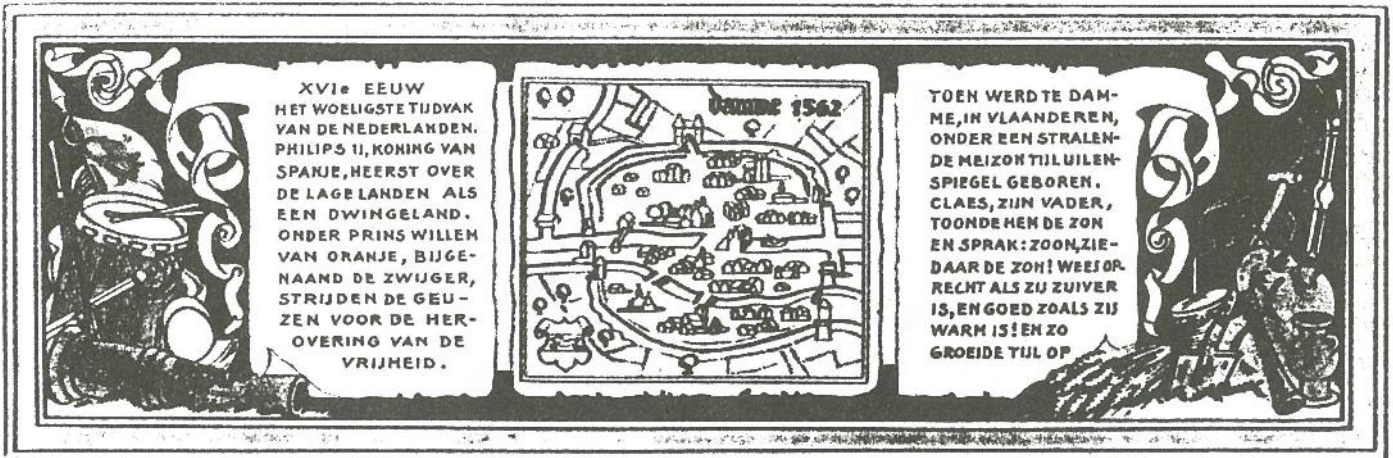 XVIe EEUW
HET WOELIGSTE TIJDVAK
VAN DE NEDERLANDEN.
PHILIPS II, KONING VAN
SPANJE, HEERST OVER
DE LAGE LANDEN ALS
EEN DWINGELAND.
ONDER PRINS WILLEM
VAN ORANJE, BIJGE-
NAAMD DE ZWIJGER,
STRIJDEN DE GEU-
ZEN VOOR DE HER-
OVERING VAN DE
VRIJHEID.
Damme 1562
TOEN WERD TE DAM-
ME, IN VLAANDEREN,
ONDER EEN STRALEN-
DE MEIZON TIJL UILEN-
SPIEGEL GEBOREN.
CLAES, ZIJN VADER,
TOONDE HEM DE ZON
EN SPRAK: ZOON, ZIE-
DAAR DE ZON! WEES OP-
RECHT ALS ZIJ ZUIVER
IS, EN GOED ZOALS ZIJ
WARM IS! EN ZO
GROEIDE TIJL OP